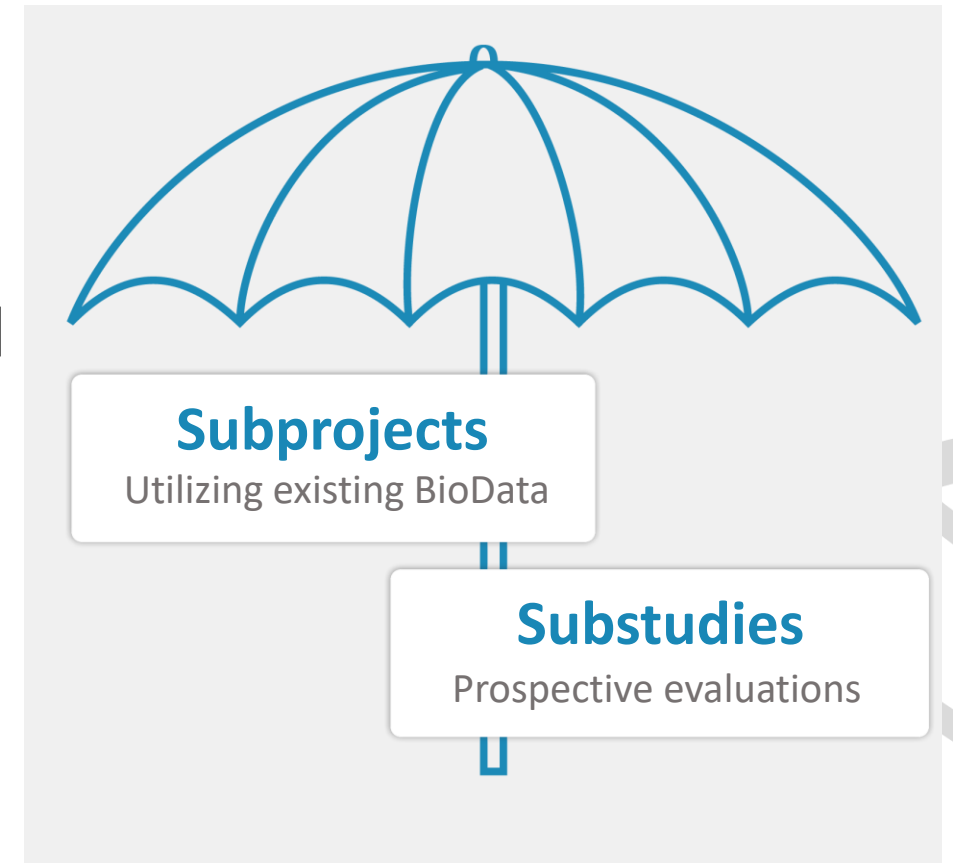 Subprojects
Utilizing existing BioData
Substudies
Prospective evaluations